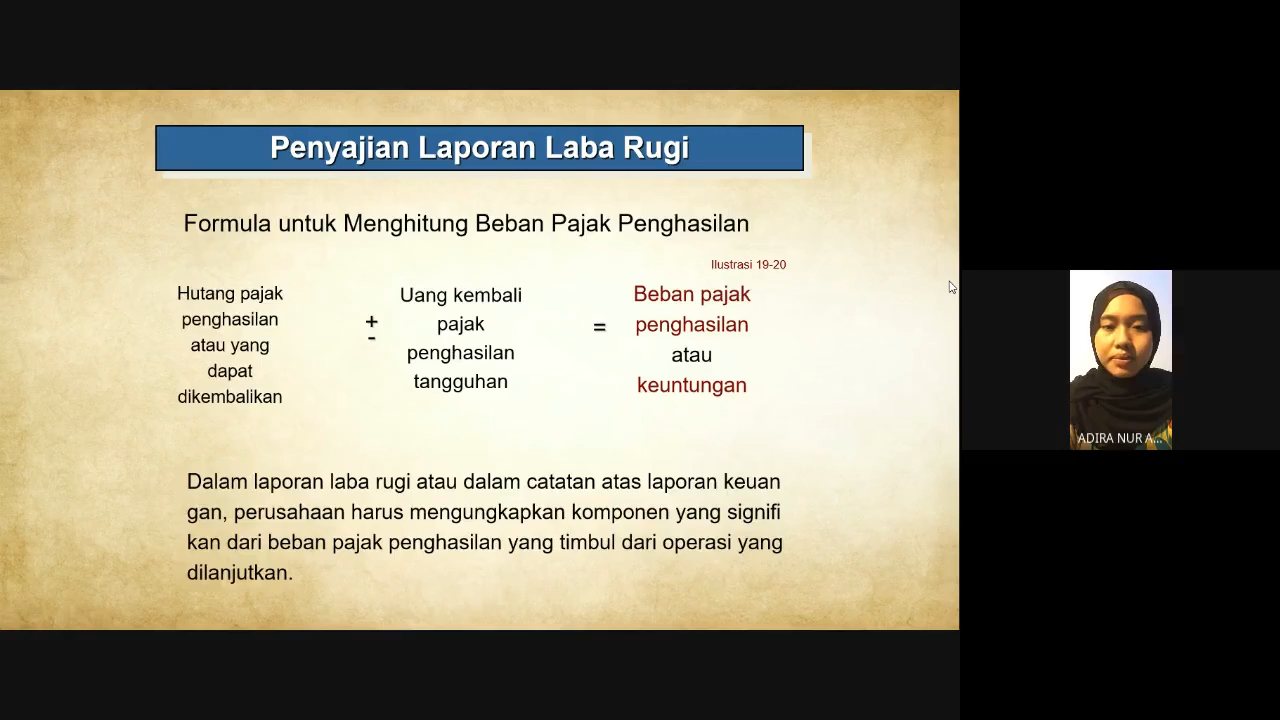 Penyajian Laporan Laba Rugi
Formula untuk Menghitung Beban Pajak Penghasilan
Ilustrasi 19-20
Hutang pajak
penghasilan
atau yang
dapat
dikembalikan
+
-
Uang kembali
pajak
penghasilan
tangguhan
=
Beban pajak
penghasilan
atau
keuntungan
Dalam laporan laba rugi atau dalam catatan atas laporan keuan
gan, perusahaan harus mengungkapkan komponen yang signifi
kan dari beban pajak penghasilan yang timbul dari operasi yang
dilanjutkan.
ADIRA NUR A...